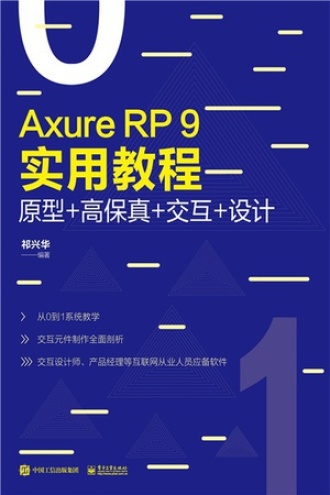 0
Axure RP 9
实用教程
原型+高保真+交互+设计
祁兴华
——编著
从0到1系统教学
交互元件制作全面剖析
交互设计师、产品经理等互联网从业人员应备软件
1
中国工信出版集团 电子工业出版社